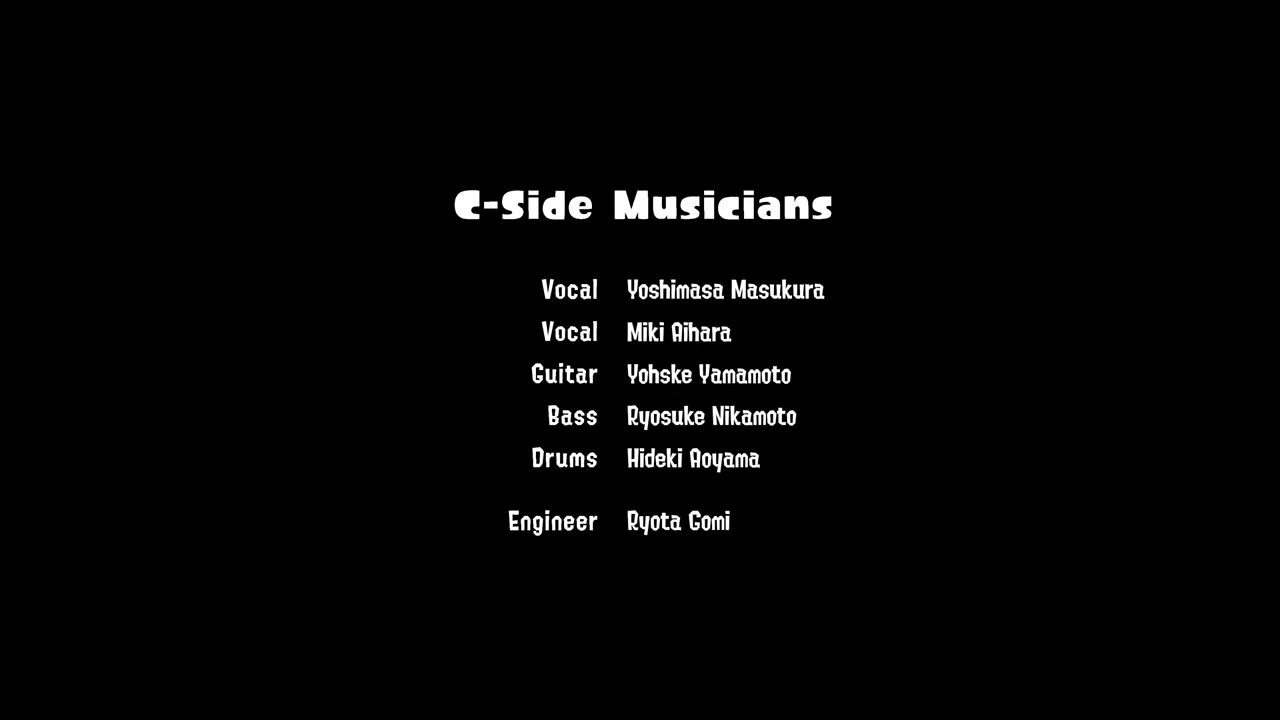 C-Side Musicians
Vocal Yoshimasa Masukura
Vocal Miki Aihara
Guitar Yohske Yamamoto
Bass Ryosuke Nikamoto
Drums Hideki Aoyama
Engineer Ryota Gomi